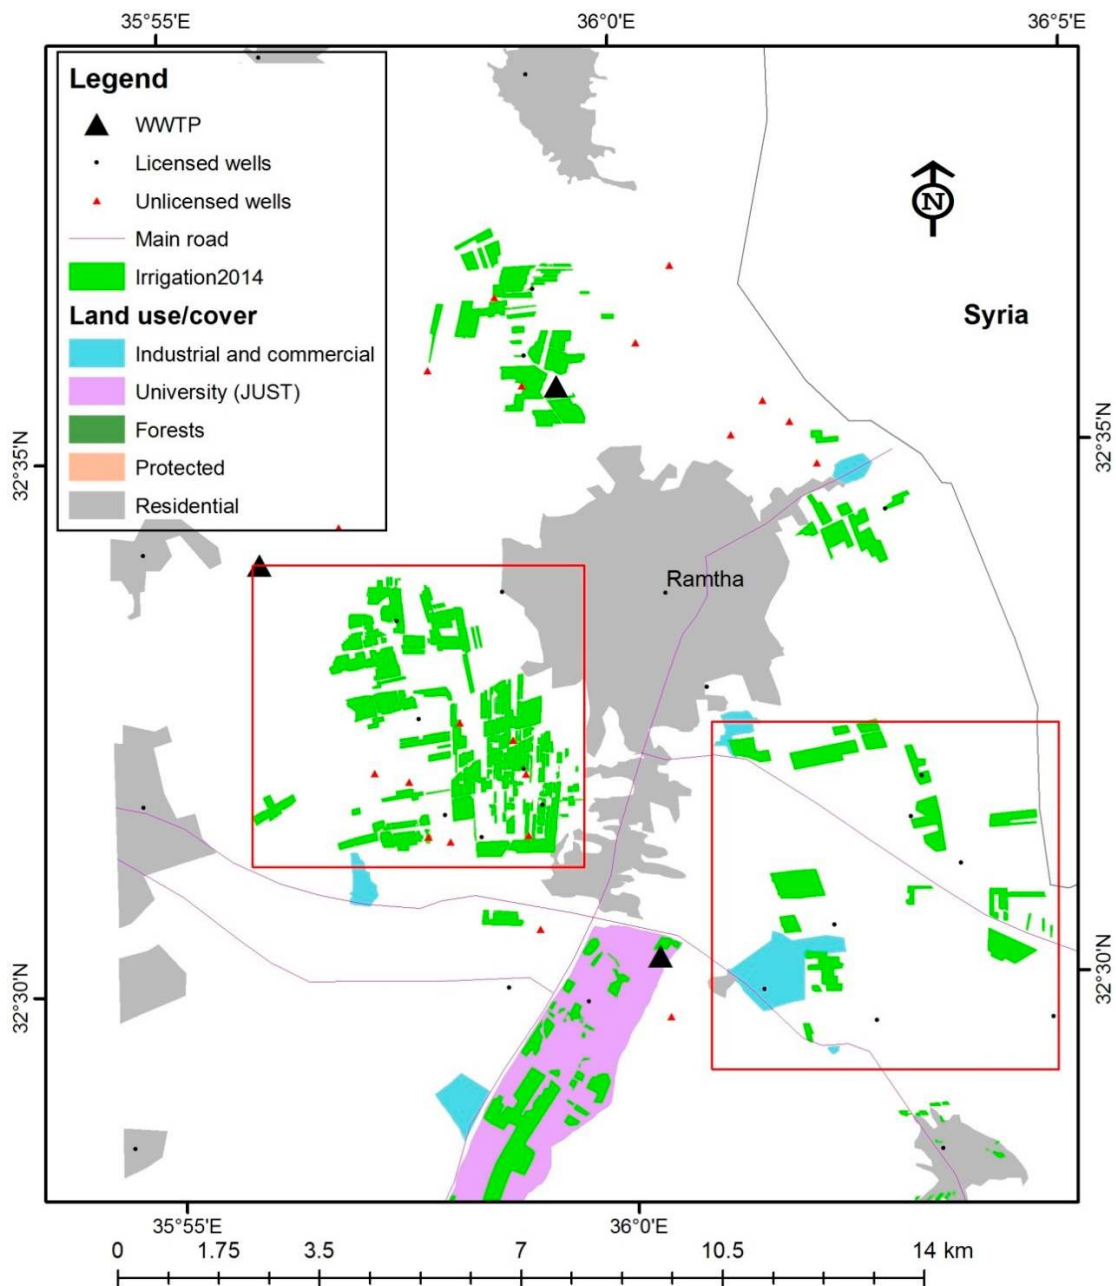 35°55'E 36°0'E 36°5'E
Legend
WWTP
Licensed wells
Unlicensed wells
Main road
Irrigation2014
Land use/cover
Industrial and commercial
University (JUST)
Forests
Protected
Residential
N
Syria
32°35'N
32°35'N
Ramtha
32°30'N
32°30'N
35°55'E 36°0'E
0 1.75 3.5 7 10.5 14 km